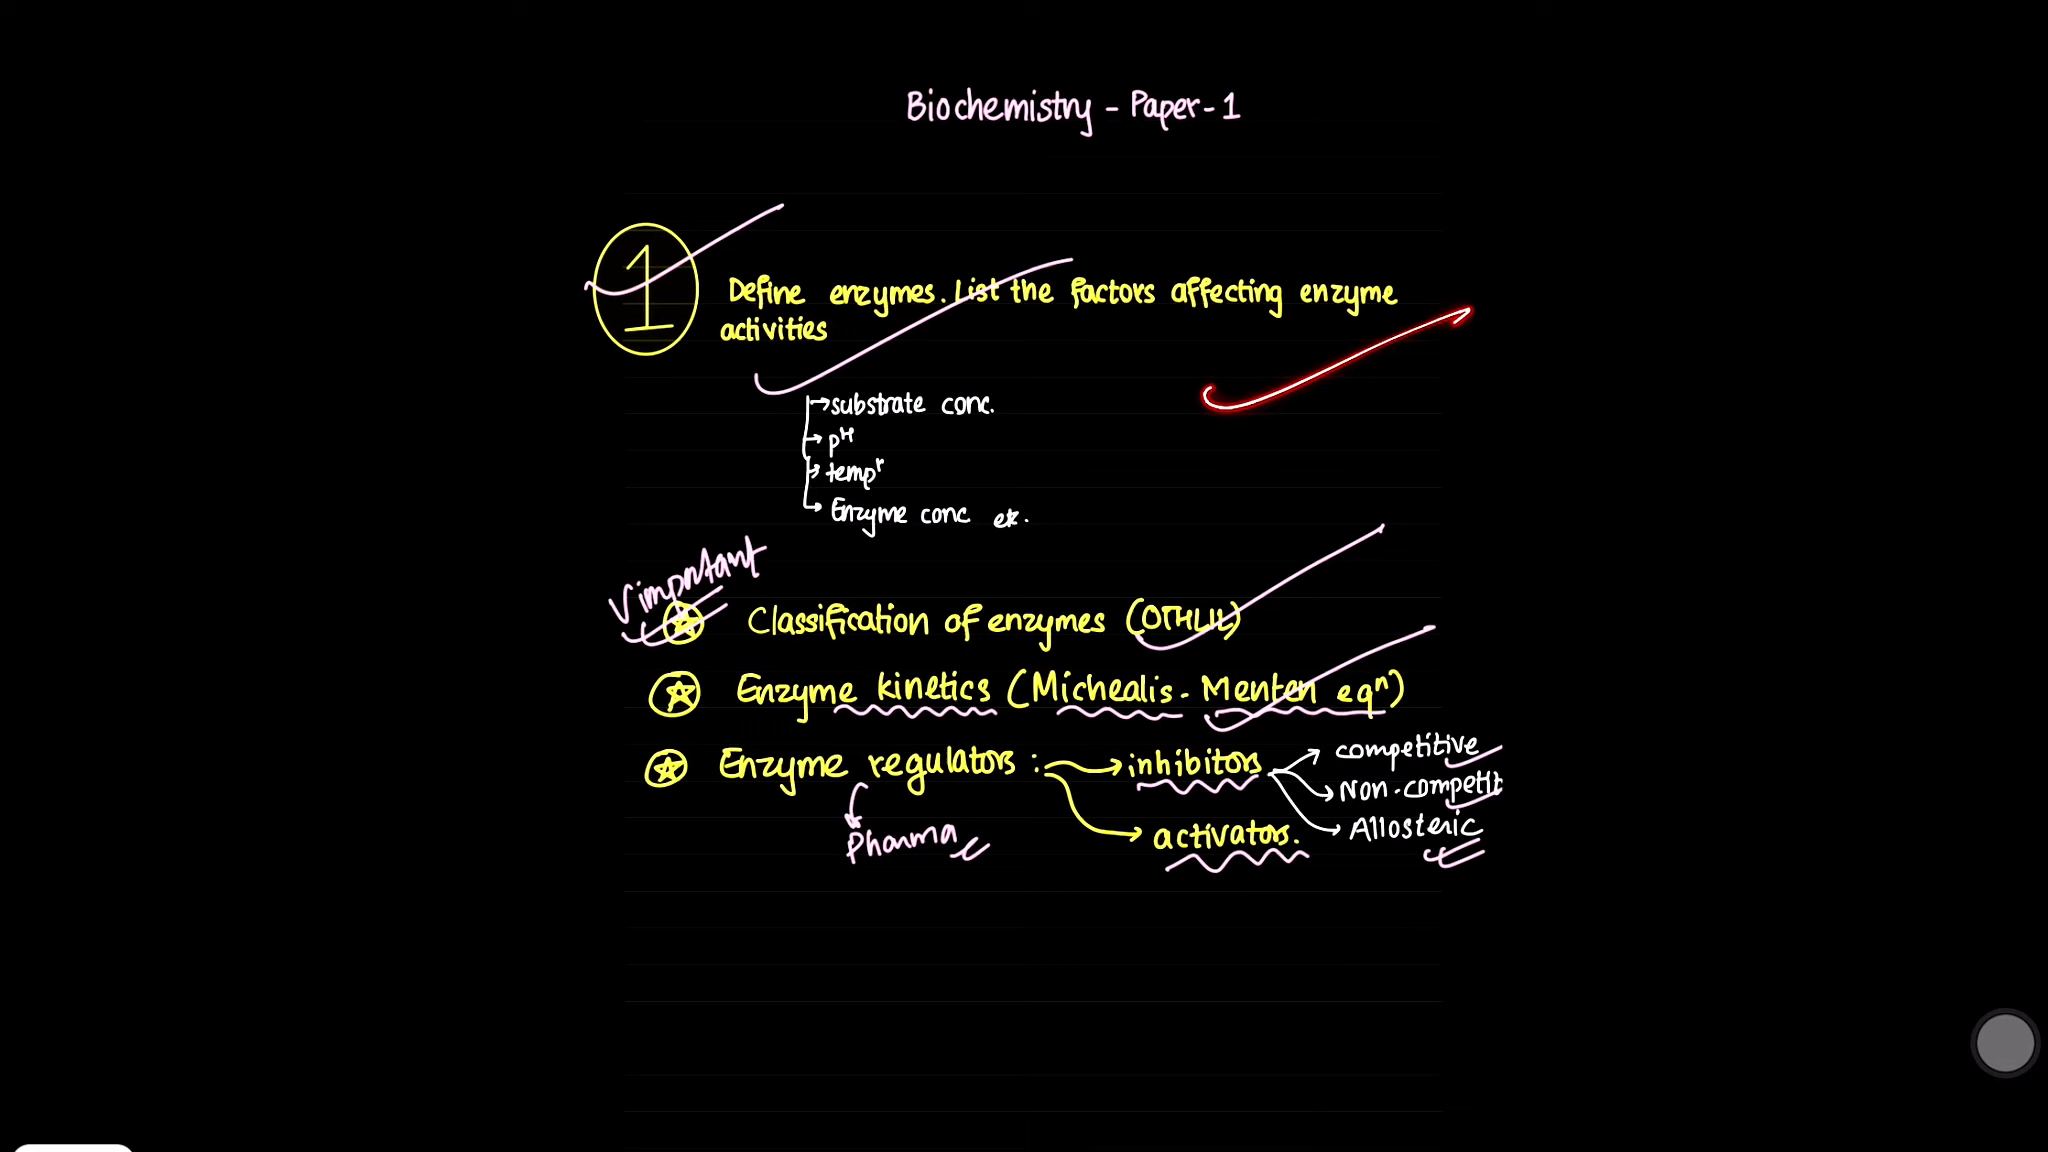 Biochemistry - Paper - 1
1
Define enzymes. List the factors affecting enzyme
activities
→ substrate conc.
→ pH
→ tempr
→ Enzyme conc etc.
V important
Classification of enzymes (OTHLIL)
Enzyme kinetics (Michealis - Menten eqn)
Enzyme regulators : → inhibitors → competitive
→ Non-competit
→ Allosteric
→ activators.
Pharma